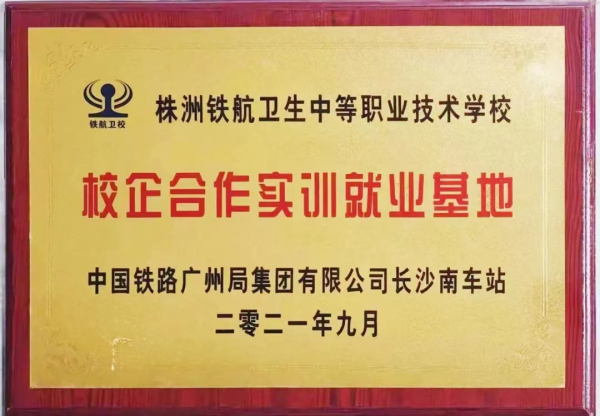 株洲铁航卫生中等职业技术学校
铁航卫校
校企合作实训就业基地
中国铁路广州局集团有限公司长沙南车站
二零二一年九月